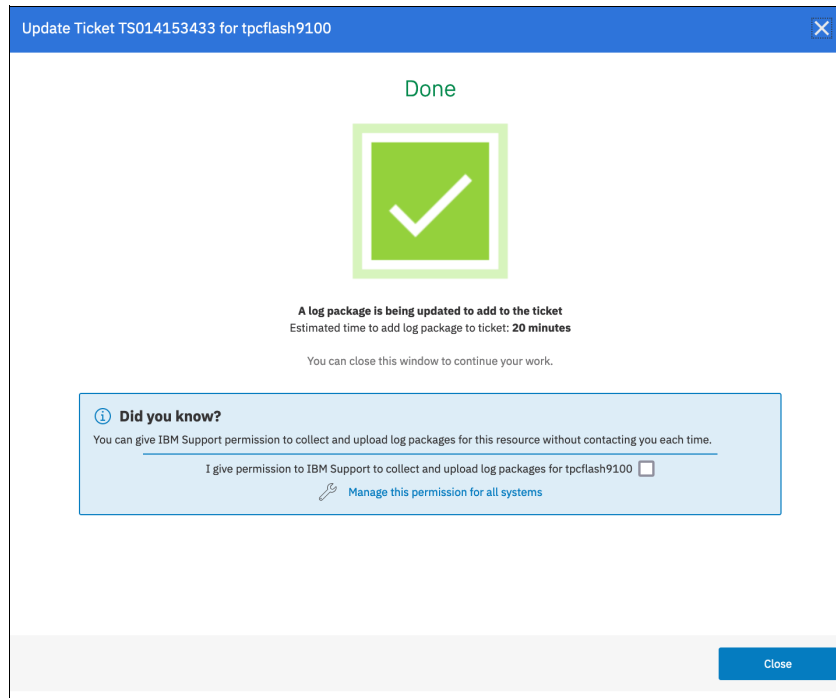 Update Ticket TS014153433 for tpcflash9100
Done
A log package is being updated to add to the ticket
Estimated time to add log package to ticket: 20 minutes
You can close this window to continue your work.
Did you know?
You can give IBM Support permission to collect and upload log packages for this resource without contacting you each time.
I give permission to IBM Support to collect and upload log packages for tpcflash9100
Manage this permission for all systems
Close